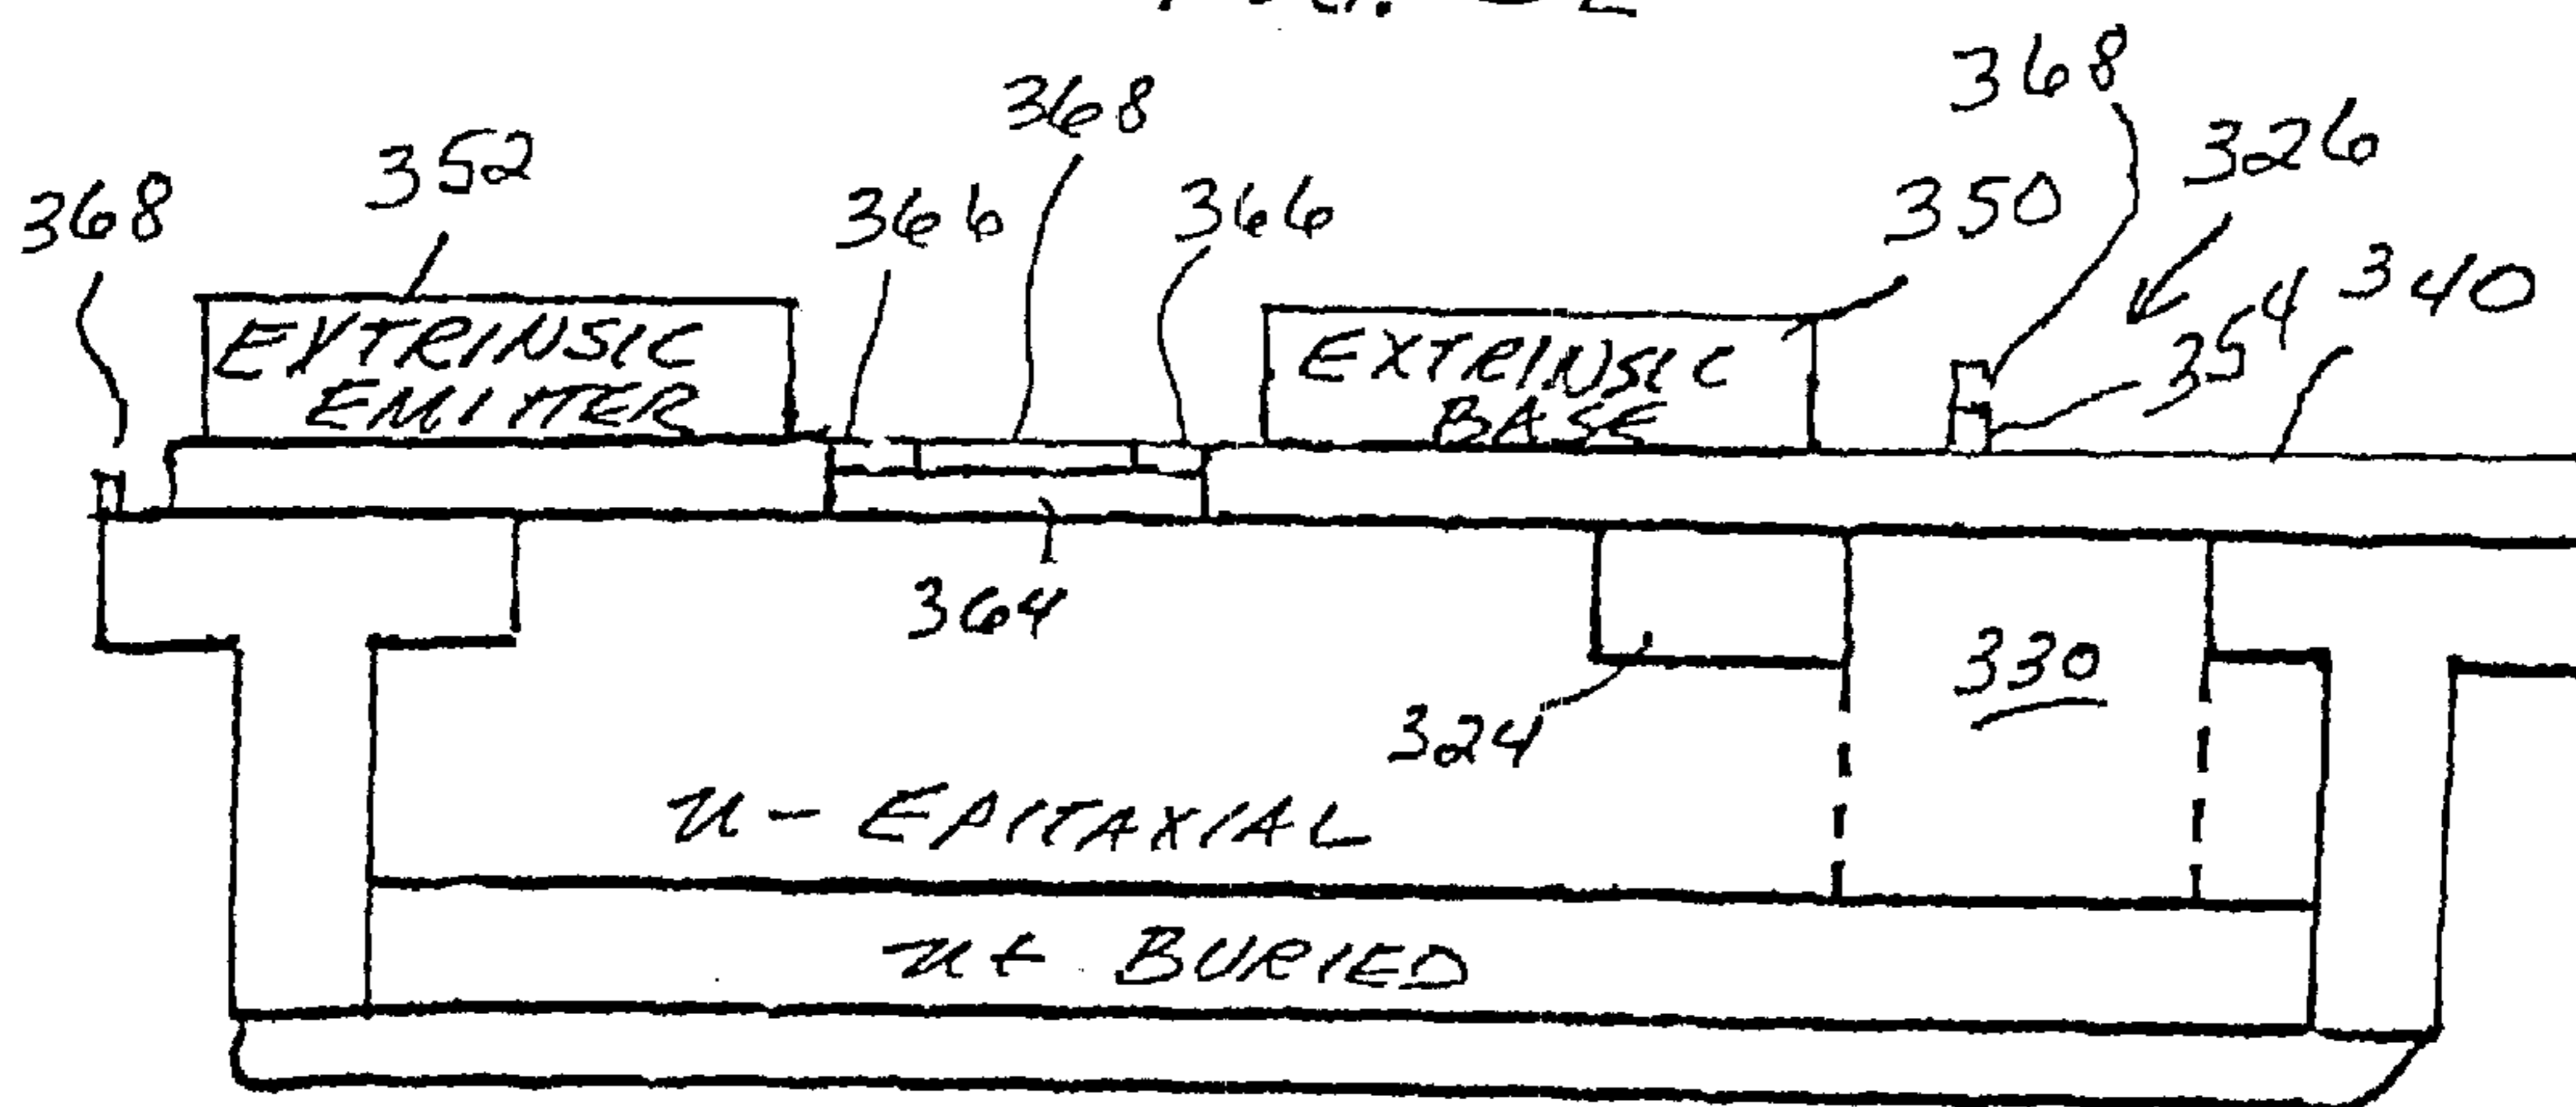 368
352
366
368
366
350
368
326
354
340
EXTRINSIC
EMITTER
EXTRINSIC
BASE
364
324
330
n- EPITAXIAL
n+ BURIED